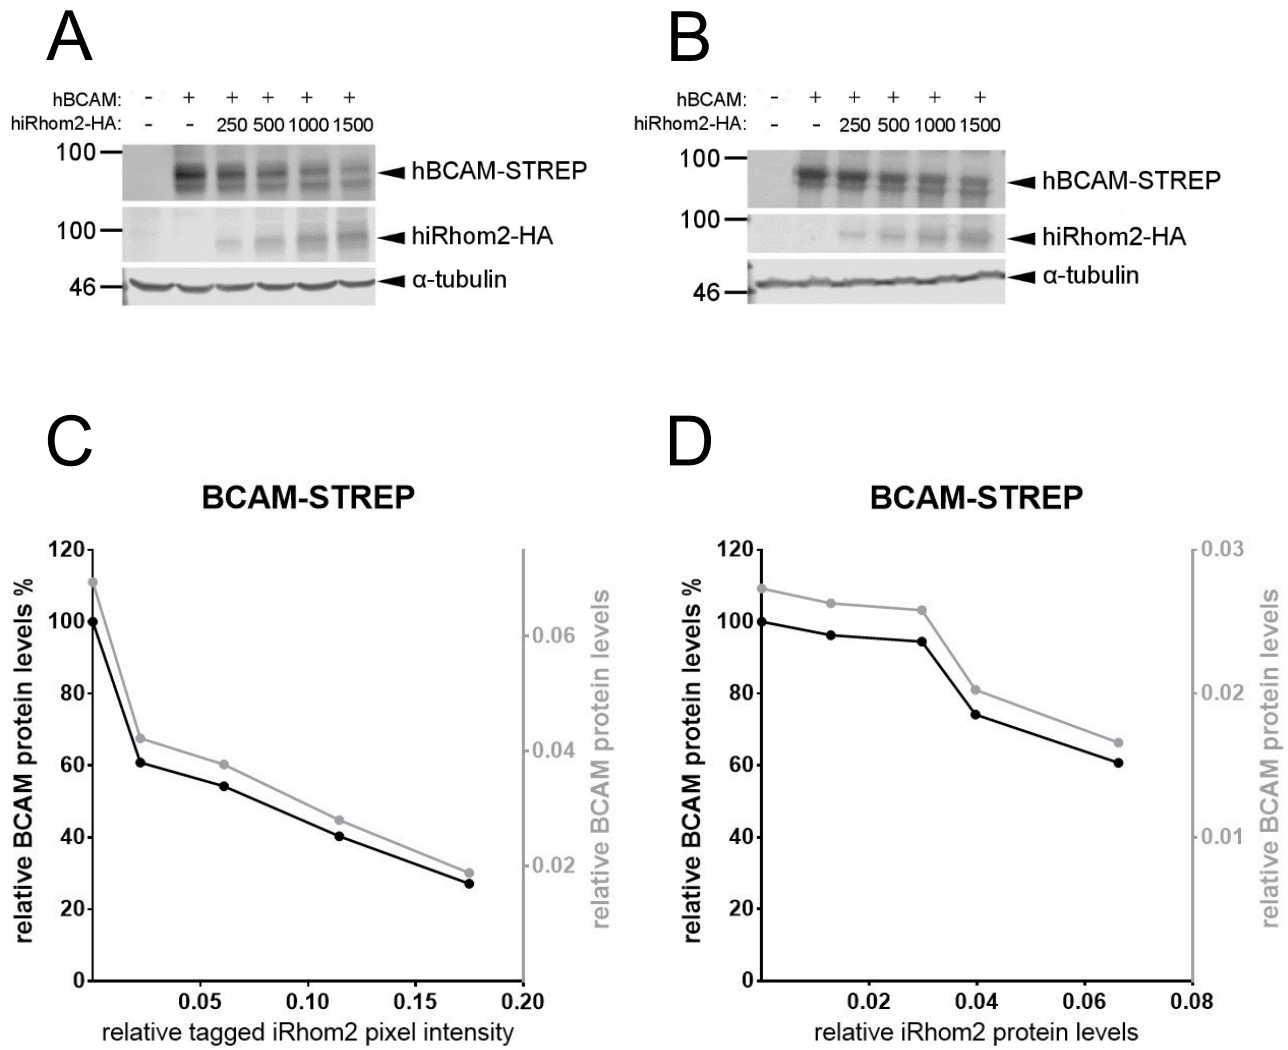 A
hBCAM: - + + + + +
hiRhom2-HA: - - 250 500 1000 1500
100
hBCAM-STREP
100
hiRhom2-HA
46
α-tubulin
B
hBCAM: - + + + + +
hiRhom2-HA: - - 250 500 1000 1500
100
hBCAM-STREP
100
hiRhom2-HA
46
α-tubulin
C
BCAM-STREP
relative BCAM protein levels %
120
100
80
60
40
20
0
0.05 0.10 0.15 0.20
relative tagged iRhom2 pixel intensity
0.06
0.04
0.02
relative BCAM protein levels
D
BCAM-STREP
relative BCAM protein levels %
120
100
80
60
40
20
0
0.02 0.04 0.06 0.08
relative iRhom2 protein levels
0.03
0.02
0.01
relative BCAM protein levels